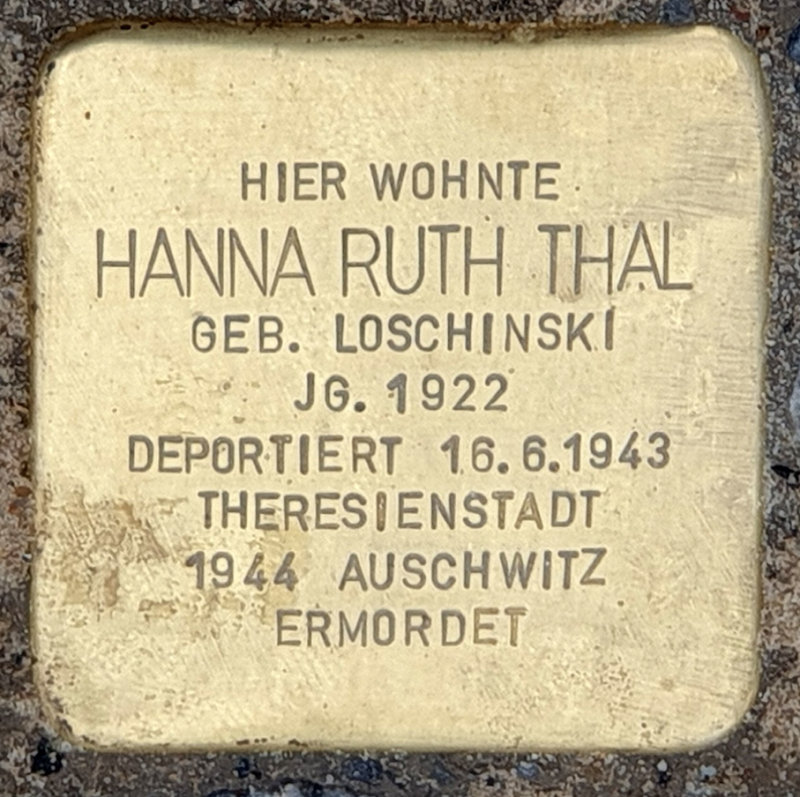 HIER WOHNTE
HANNA RUTH THAL
GEB. LOSCHINSKI
JG. 1922
DEPORTIERT 16.6.1943
THERESIENSTADT
1944 AUSCHWITZ
ERMORDET